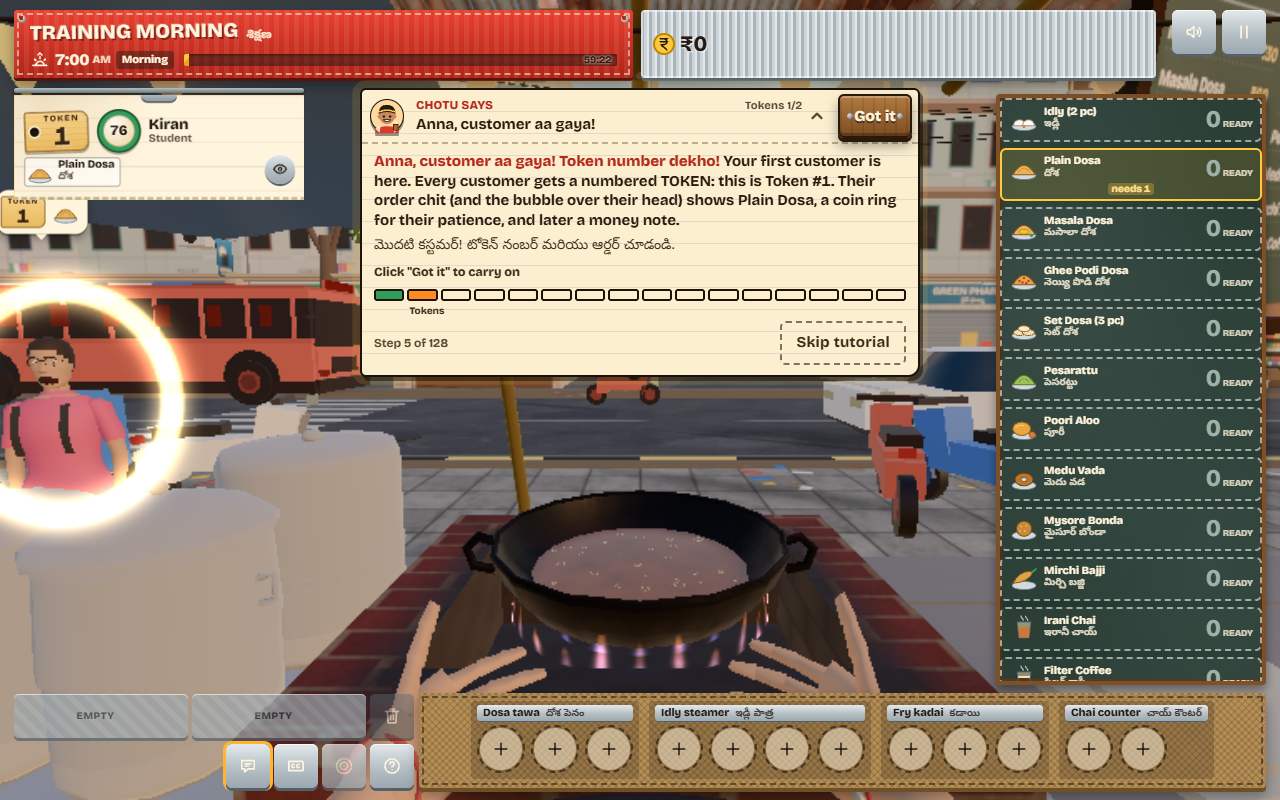 TRAINING MORNING శిక్షణ
7:00 AM Morning 59:22
₹ ₹0
TOKEN
1
76
Kiran
Student
Plain Dosa
దోశ
TOKEN
1
CHOTU SAYS
Anna, customer aa gaya!
Tokens 1/2
Got it
Anna, customer aa gaya! Token number dekho! Your first customer is
here. Every customer gets a numbered TOKEN: this is Token #1. Their
order chit (and the bubble over their head) shows Plain Dosa, a coin ring
for their patience, and later a money note.
మొదటి కస్టమర్! టోకెన్ నంబర్ మరియు ఆర్డర్ చూడండి.
Click "Got it" to carry on
Tokens
Step 5 of 128
Skip tutorial
Masala Dosa
GREEN PHAR
Idly (2 pc)
ఇడ్లీ
0 READY
Plain Dosa
దోశ
0 READY
needs 1
Masala Dosa
మసాలా దోశ
0 READY
Ghee Podi Dosa
నెయ్యి పొడి దోశ
0 READY
Set Dosa (3 pc)
సెట్ దోశ
0 READY
Pesarattu
పెసరట్టు
0 READY
Poori Aloo
పూరీ
0 READY
Medu Vada
మెదు వడ
0 READY
Mysore Bonda
మైసూర్ బోండా
0 READY
Mirchi Bajji
మిర్చి బజ్జి
0 READY
Irani Chai
ఇరానీ చాయ్
0 READY
Filter Coffee
READY
EMPTY
EMPTY
CC
Dosa tawa దోశ పెనం
Idly steamer ఇడ్లీ పాత్ర
Fry kadai కడాయి
Chai counter చాయ్ కౌంటర్